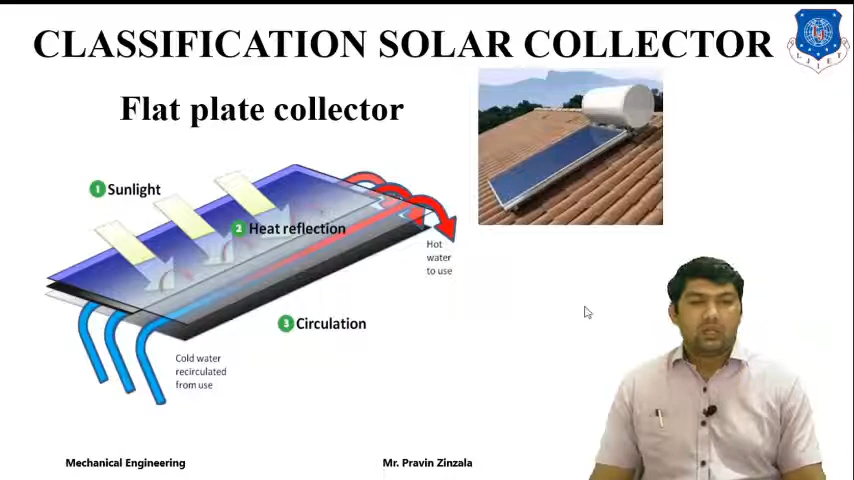 CLASSIFICATION SOLAR COLLECTOR
Flat plate collector
1 Sunlight
2 Heat reflection
Hot
water
to use
3 Circulation
Cold water
recirculated
from use
Mechanical Engineering
Mr. Pravin Zinzala